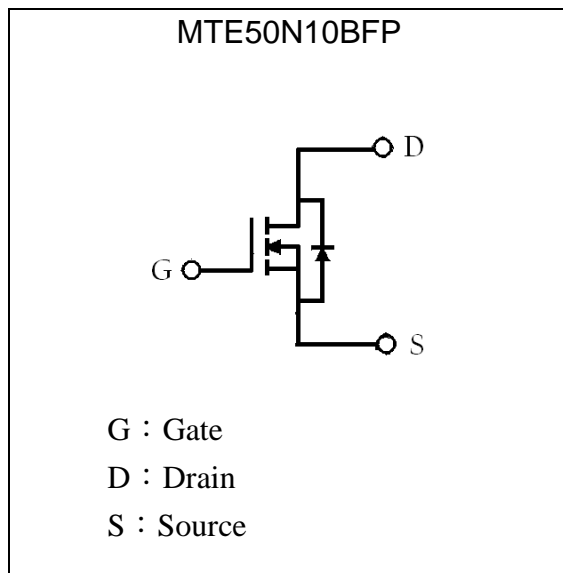 MTE50N10BFP
D
G
S
G：Gate
D：Drain
S：Source